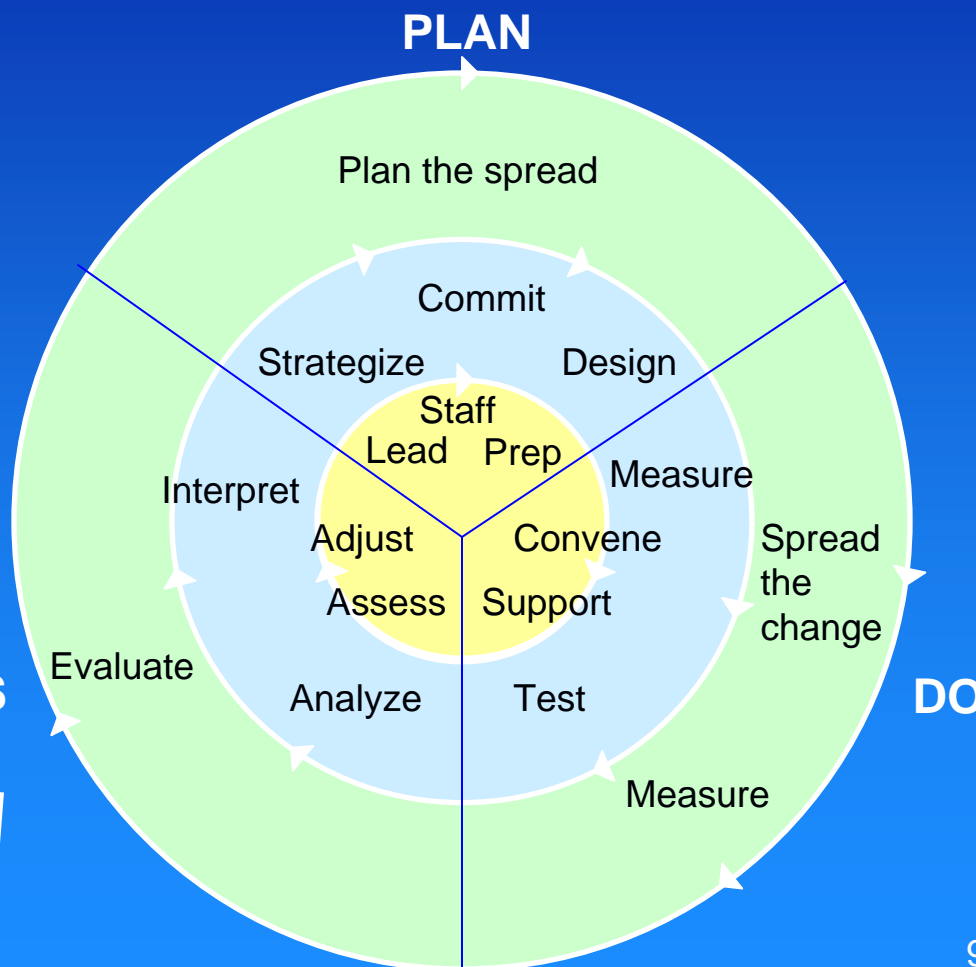 PLAN
Plan the spread
Commit
Strategize
Design
Staff
Lead
Prep
Measure
Interpret
Adjust
Convene
Spread
the
change
Assess
Support
Evaluate
Analyze
Test
S
DO
Measure
9